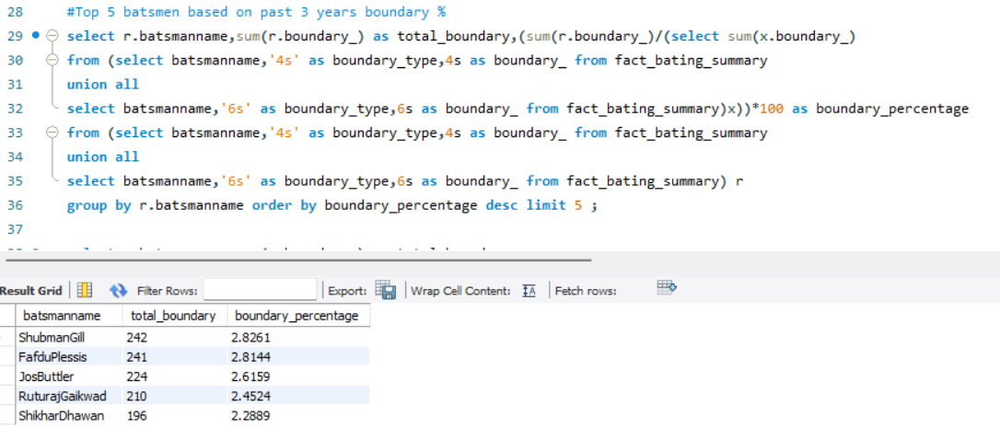 28 #Top 5 batsmen based on past 3 years boundary %
29 select r.batsmanname,sum(r.boundary_) as total_boundary,(sum(r.boundary_)/(select sum(x.boundary_)
30 from (select batsmanname,'4s' as boundary_type,4s as boundary_ from fact_bating_summary
31 union all
32 select batsmanname,'6s' as boundary_type,6s as boundary_ from fact_bating_summary)x))*100 as boundary_percentage
33 from (select batsmanname,'4s' as boundary_type,4s as boundary_ from fact_bating_summary
34 union all
35 select batsmanname,'6s' as boundary_type,6s as boundary_ from fact_bating_summary) r
36 group by r.batsmanname order by boundary_percentage desc limit 5 ;
37
Result Grid Filter Rows: Export: Wrap Cell Content: IA Fetch rows:
batsmanname total_boundary boundary_percentage
ShubmanGill 242 2.8261
FafduPlessis 241 2.8144
JosButtler 224 2.6159
RuturajGaikwad 210 2.4524
ShikharDhawan 196 2.2889